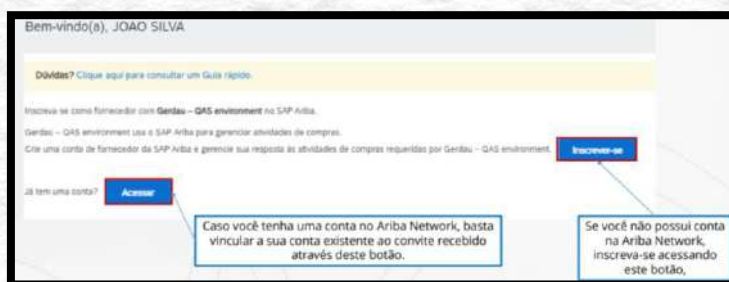 Bem-vindo(a), JOAO SILVA
Dúvidas? Clique aqui para consultar um Guia rápido.
Inscreva-se como fornecedor com Gerdau – QAS environment no SAP Ariba.
Gerdau – QAS environment usa o SAP Ariba para gerenciar atividades de compras.
Crie uma conta de fornecedor da SAP Ariba e gerencie sua resposta às atividades de compras requeridas por Gerdau – QAS environment.
Inscrever-se
Já tem uma conta?
Acessar
Caso você tenha uma conta no Ariba Network, basta
vincular a sua conta existente ao convite recebido
através deste botão.
Se você não possui conta
na Ariba Network,
inscreva-se acessando
este botão,